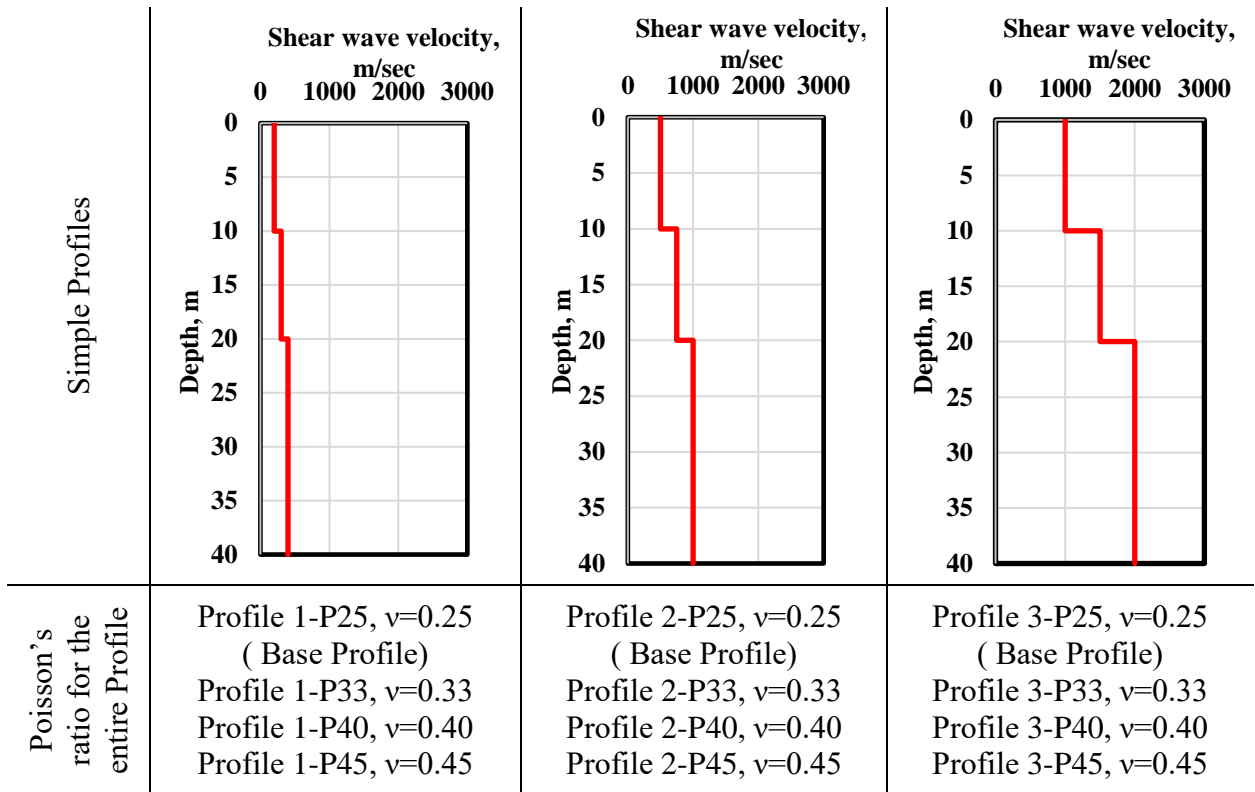 Simple Profiles
Shear wave velocity,
m/sec
0 1000 2000 3000
0
5
10
15
20
25
30
35
40
Depth, m
Shear wave velocity,
m/sec
0 1000 2000 3000
0
5
10
15
20
25
30
35
40
Depth, m
Shear wave velocity,
m/sec
0 1000 2000 3000
0
5
10
15
20
25
30
35
40
Depth, m
Poisson’s
ratio for the
entire Profile
Profile 1-P25, ν=0.25
( Base Profile)
Profile 1-P33, ν=0.33
Profile 1-P40, ν=0.40
Profile 1-P45, ν=0.45
Profile 2-P25, ν=0.25
( Base Profile)
Profile 2-P33, ν=0.33
Profile 2-P40, ν=0.40
Profile 2-P45, ν=0.45
Profile 3-P25, ν=0.25
( Base Profile)
Profile 3-P33, ν=0.33
Profile 3-P40, ν=0.40
Profile 3-P45, ν=0.45